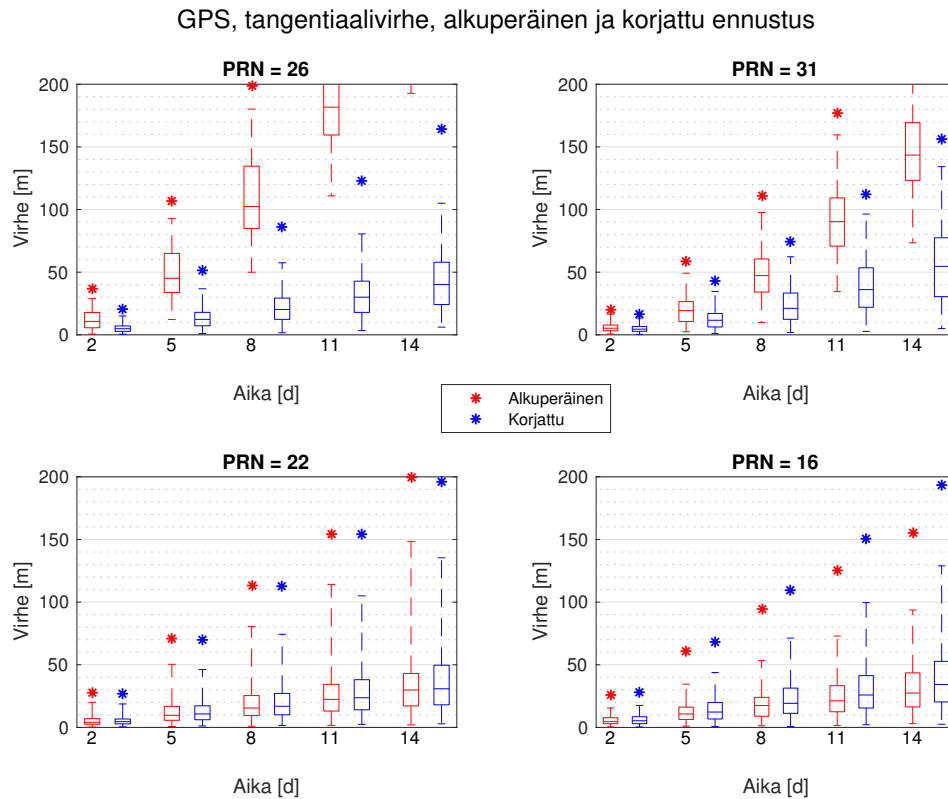 GPS, tangentiaalivirhe, alkuperäinen ja korjattu ennustus
PRN = 26
200
150
100
50
0
Virhe [m]
2 5 8 11 14
Aika [d]
PRN = 31
200
150
100
50
0
Virhe [m]
2 5 8 11 14
Aika [d]
Alkuperäinen
Korjattu
PRN = 22
200
150
100
50
0
Virhe [m]
2 5 8 11 14
Aika [d]
PRN = 16
200
150
100
50
0
Virhe [m]
2 5 8 11 14
Aika [d]